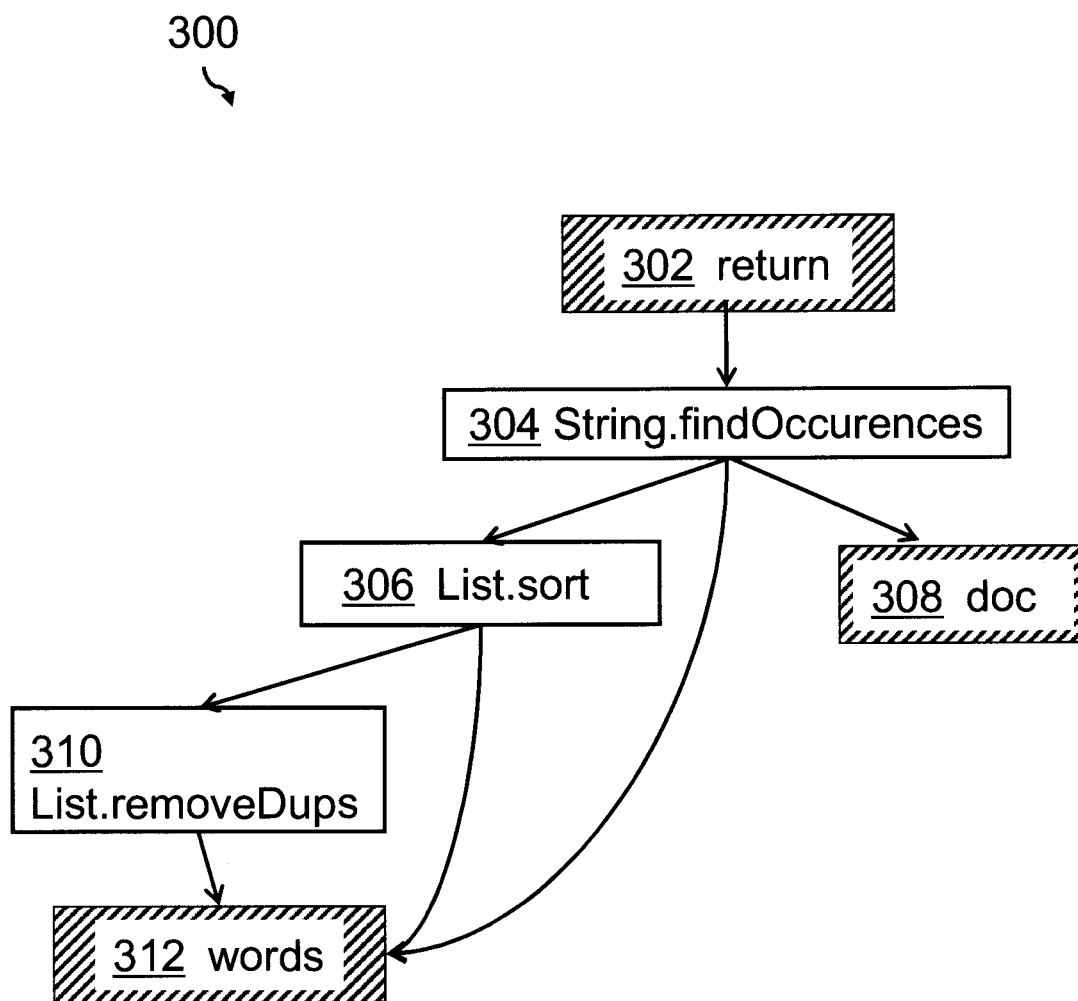 300
302 return
304 String.findOccurences
306 List.sort
308 doc
310
List.removeDups
312 words